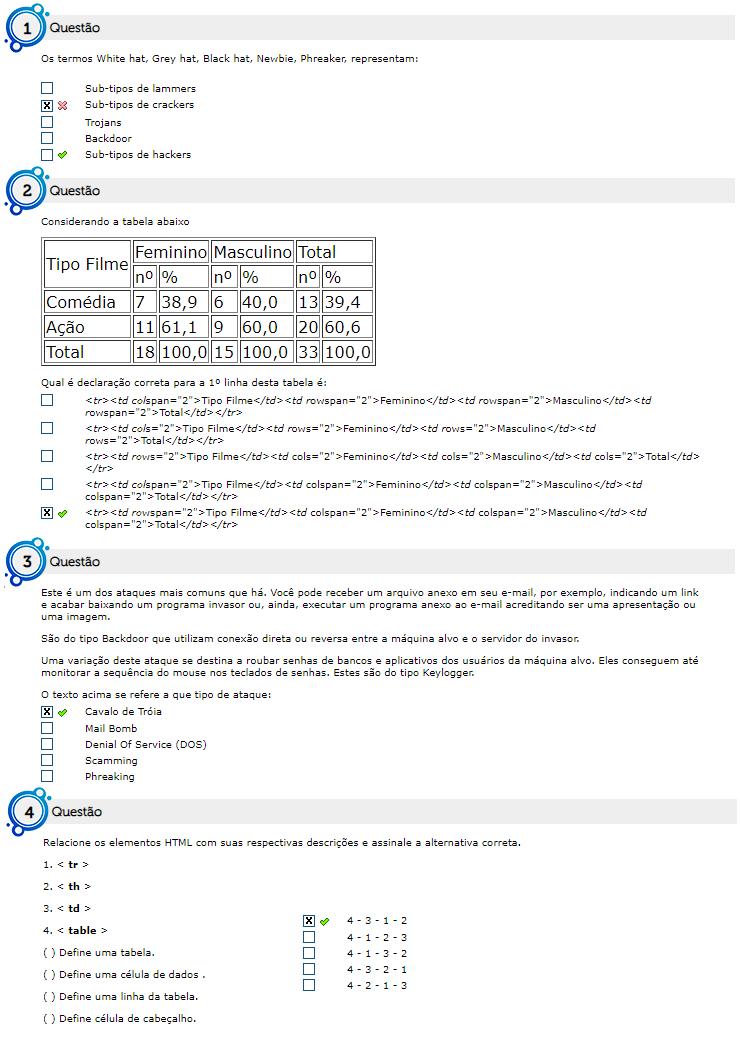 1 Questão
Os termos White hat, Grey hat, Black hat, Newbie, Phreaker, representam:
Sub-tipos de lammers
Sub-tipos de crackers
Trojans
Backdoor
Sub-tipos de hackers
2 Questão
Considerando a tabela abaixo
Tipo Filme Feminino Masculino Total
nº % nº % nº %
Comédia 7 38,9 6 40,0 13 39,4
Ação 11 61,1 9 60,0 20 60,6
Total 18 100,0 15 100,0 33 100,0
Qual é declaração correta para a 1º linha desta tabela é:
<tr><td colspan="2">Tipo Filme</td><td rowspan="2">Feminino</td><td rowspan="2">Masculino</td><td
rowspan="2">Total</td></tr>
<tr><td cols="2">Tipo Filme</td><td rows="2">Feminino</td><td rows="2">Masculino</td><td
rows="2">Total</td></tr>
<tr><td rows="2">Tipo Filme</td><td cols="2">Feminino</td><td cols="2">Masculino</td><td cols="2">Total</td>
</tr>
<tr><td colspan="2">Tipo Filme</td><td colspan="2">Feminino</td><td colspan="2">Masculino</td><td
colspan="2">Total</td></tr>
<tr><td rowspan="2">Tipo Filme</td><td colspan="2">Feminino</td><td colspan="2">Masculino</td><td
colspan="2">Total</td></tr>
3 Questão
Este é um dos ataques mais comuns que há. Você pode receber um arquivo anexo em seu e-mail, por exemplo, indicando um link
e acabar baixando um programa invasor ou, ainda, executar um programa anexo ao e-mail acreditando ser uma apresentação ou
uma imagem.
São do tipo Backdoor que utilizam conexão direta ou reversa entre a máquina alvo e o servidor do invasor.
Uma variação deste ataque se destina a roubar senhas de bancos e aplicativos dos usuários da máquina alvo. Eles conseguem até
monitorar a sequência do mouse nos teclados de senhas. Estes são do tipo Keylogger.
O texto acima se refere a que tipo de ataque:
Cavalo de Tróia
Mail Bomb
Denial Of Service (DOS)
Scamming
Phreaking
4 Questão
Relacione os elementos HTML com suas respectivas descrições e assinale a alternativa correta.
1. < tr >
2. < th >
3. < td >
4. < table >
( ) Define uma tabela.
( ) Define uma célula de dados .
( ) Define uma linha da tabela.
( ) Define célula de cabeçalho.
4 - 3 - 1 - 2
4 - 1 - 2 - 3
4 - 1 - 3 - 2
4 - 3 - 2 - 1
4 - 2 - 1 - 3